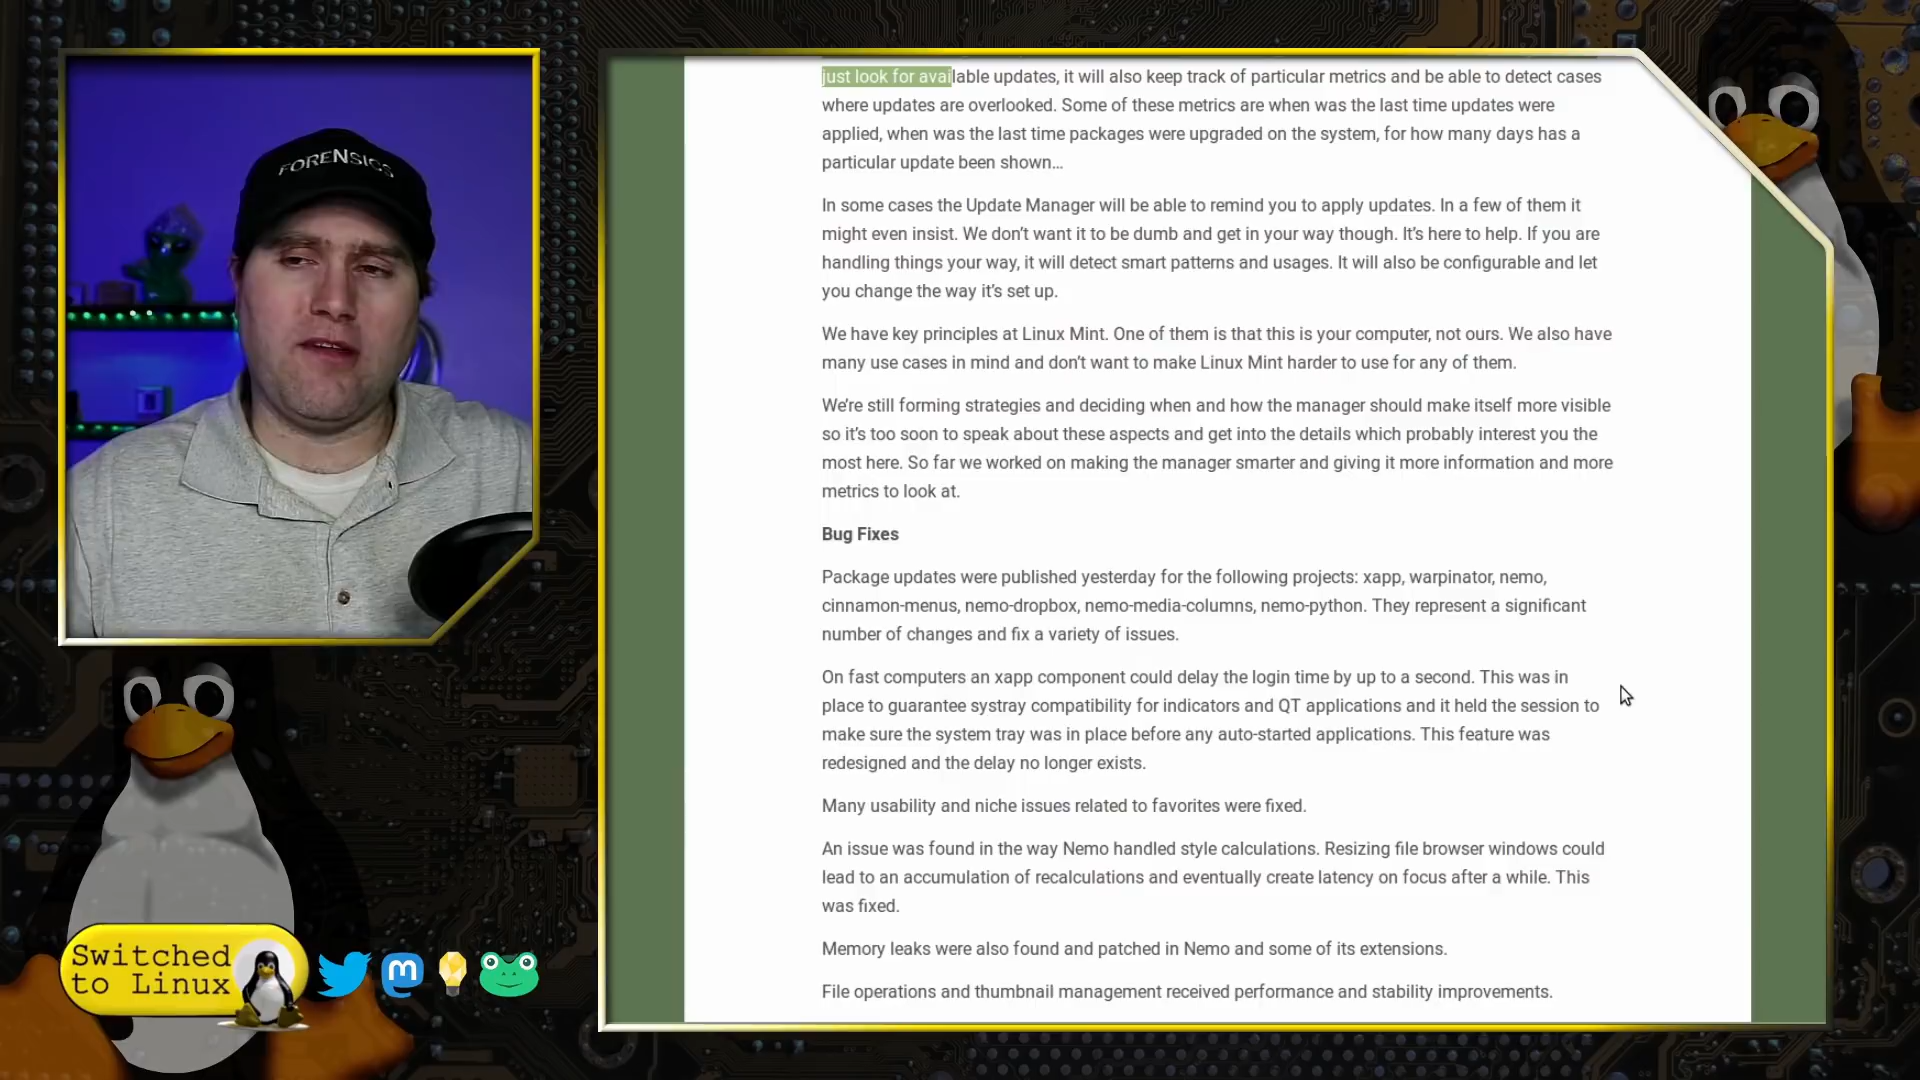 FORENSICS
just look for available updates, it will also keep track of particular metrics and be able to detect cases
where updates are overlooked. Some of these metrics are when was the last time updates were
applied, when was the last time packages were upgraded on the system, for how many days has a
particular update been shown…
In some cases the Update Manager will be able to remind you to apply updates. In a few of them it
might even insist. We don’t want it to be dumb and get in your way though. It’s here to help. If you are
handling things your way, it will detect smart patterns and usages. It will also be configurable and let
you change the way it’s set up.
We have key principles at Linux Mint. One of them is that this is your computer, not ours. We also have
many use cases in mind and don’t want to make Linux Mint harder to use for any of them.
We’re still forming strategies and deciding when and how the manager should make itself more visible
so it’s too soon to speak about these aspects and get into the details which probably interest you the
most here. So far we worked on making the manager smarter and giving it more information and more
metrics to look at.
Bug Fixes
Package updates were published yesterday for the following projects: xapp, warpinator, nemo,
cinnamon-menus, nemo-dropbox, nemo-media-columns, nemo-python. They represent a significant
number of changes and fix a variety of issues.
On fast computers an xapp component could delay the login time by up to a second. This was in
place to guarantee systray compatibility for indicators and QT applications and it held the session to
make sure the system tray was in place before any auto-started applications. This feature was
redesigned and the delay no longer exists.
Many usability and niche issues related to favorites were fixed.
An issue was found in the way Nemo handled style calculations. Resizing file browser windows could
lead to an accumulation of recalculations and eventually create latency on focus after a while. This
was fixed.
Memory leaks were also found and patched in Nemo and some of its extensions.
File operations and thumbnail management received performance and stability improvements.
Switched
to Linux
m